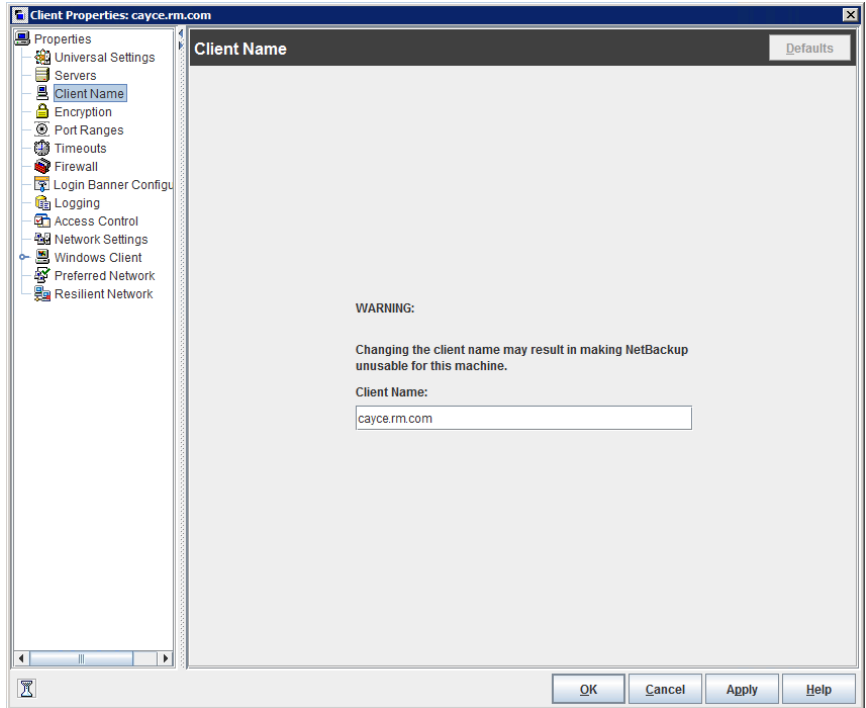 Client Properties: cayce.rm.com
Properties
Universal Settings
Servers
Client Name
Encryption
Port Ranges
Timeouts
Firewall
Login Banner Configu
Logging
Access Control
Network Settings
Windows Client
Preferred Network
Resilient Network
Client Name
Defaults
WARNING:
Changing the client name may result in making NetBackup
unusable for this machine.
Client Name:
cayce.rm.com
OK
Cancel
Apply
Help